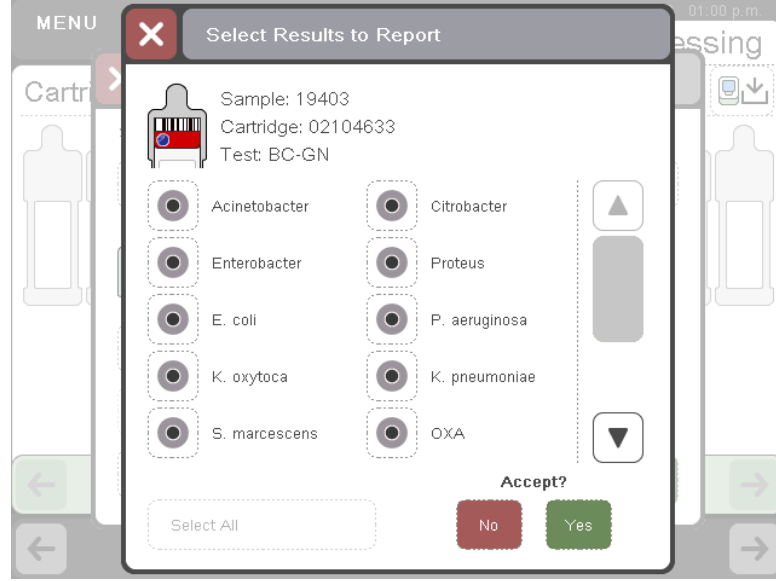 MENU
01:00 p.m.
Select Results to Report
essing
Cartri
Sample: 19403
Cartridge: 02104633
Test: BC-GN
Acinetobacter
Citrobacter
Enterobacter
Proteus
E. coli
P. aeruginosa
K. oxytoca
K. pneumoniae
S. marcescens
OXA
Accept?
Select All
No
Yes